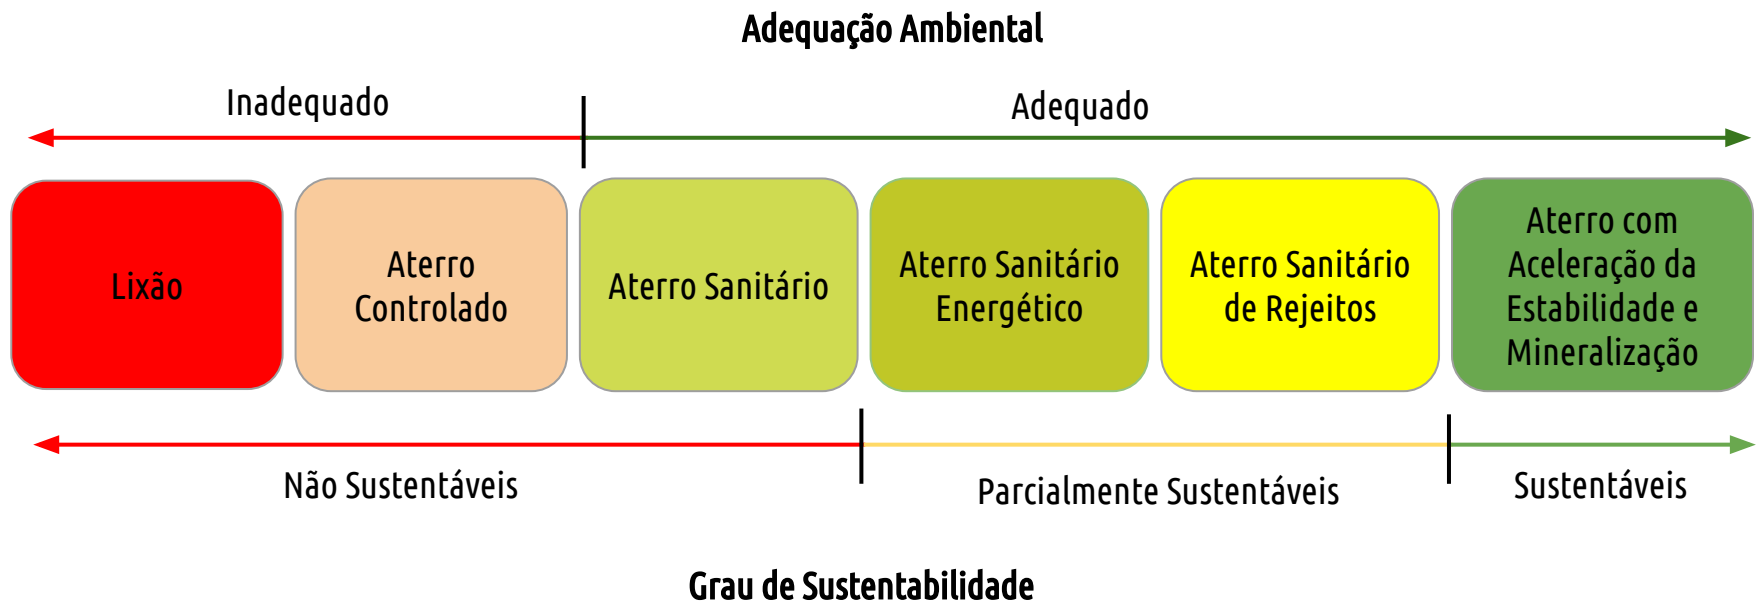 Adequação Ambiental
Inadequado
Adequado
Lixão
Aterro
Controlado
Aterro Sanitário
Aterro Sanitário
Energético
Aterro Sanitário
de Rejeitos
Aterro com
Aceleração da
Estabilidade e
Mineralização
Não Sustentáveis
Parcialmente Sustentáveis
Sustentáveis
Grau de Sustentabilidade